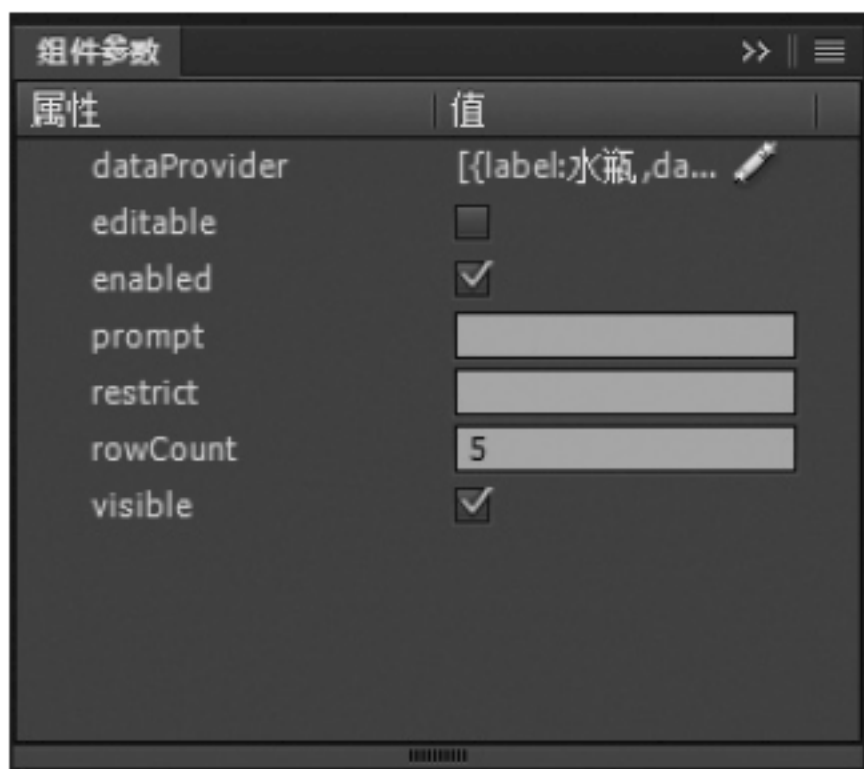 组件参数
属性 值
dataProvider [{label:水瓶,da...
editable
enabled
prompt
restrict
rowCount 5
visible